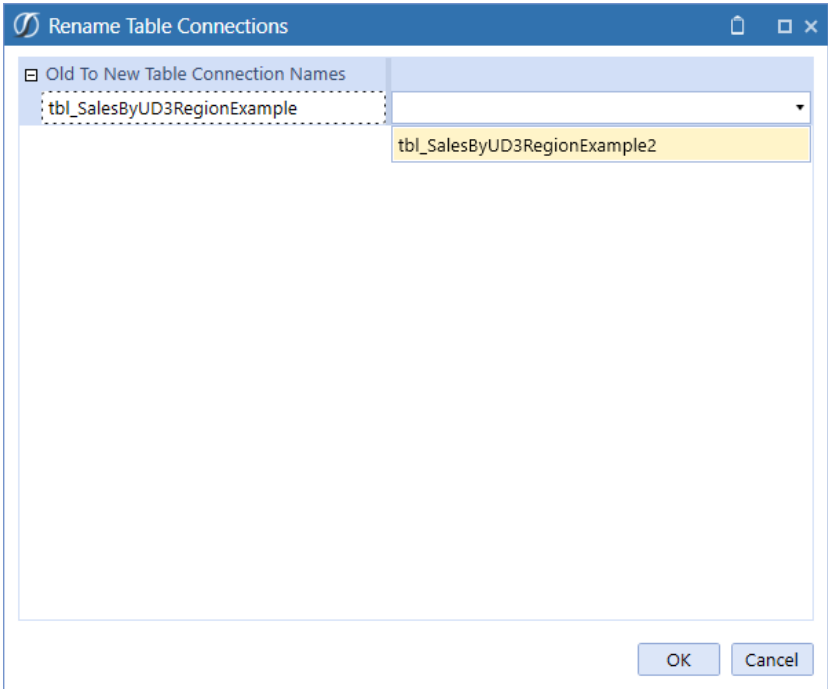 Rename Table Connections
Old To New Table Connection Names
tbl_SalesByUD3RegionExample
tbl_SalesByUD3RegionExample2
OK
Cancel